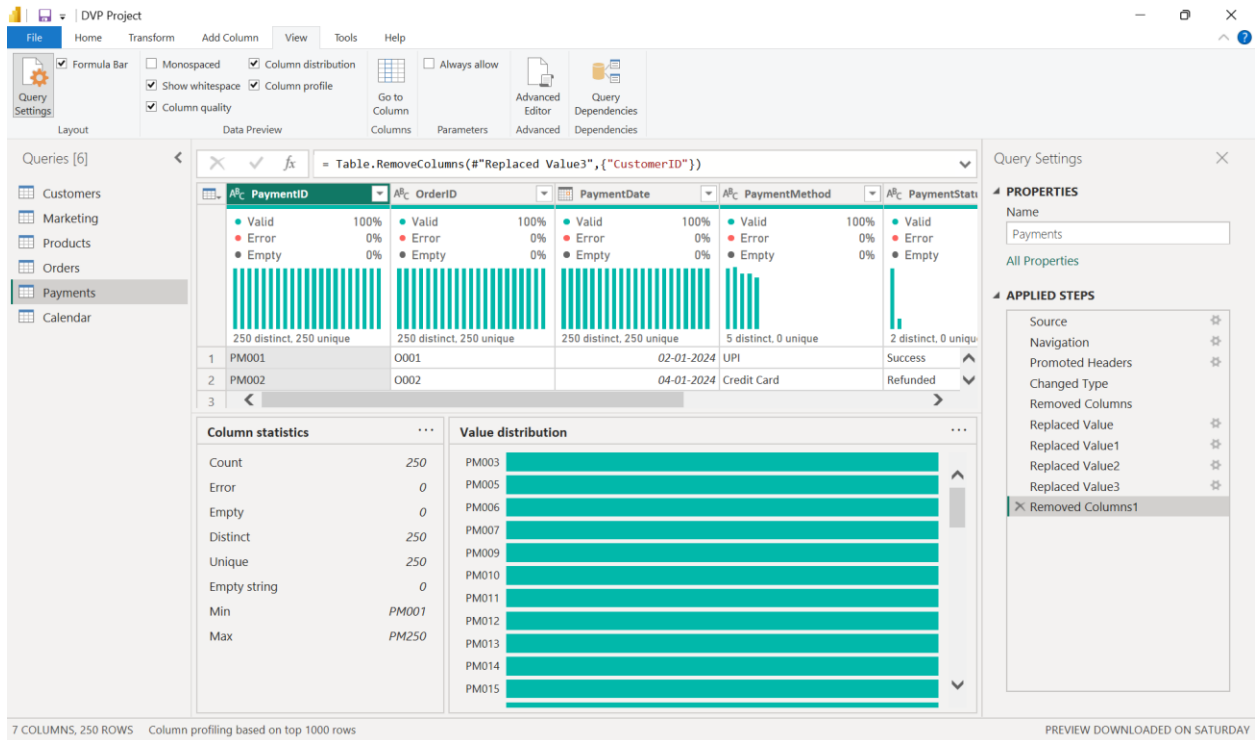 DVP Project
File Home Transform Add Column View Tools Help
Query Settings
Formula Bar
Layout
Monospaced Column distribution
Show whitespace Column profile
Column quality
Data Preview
Go to Column
Columns
Always allow
Parameters
Advanced Editor
Advanced
Query Dependencies
Dependencies
Queries [6]
Customers
Marketing
Products
Orders
Payments
Calendar
fx = Table.RemoveColumns(#"Replaced Value3",{"CustomerID"})
ABC PaymentID ABC OrderID PaymentDate ABC PaymentMethod ABC PaymentStat
Valid 100% Valid 100% Valid 100% Valid 100% Valid
Error 0% Error 0% Error 0% Error 0% Error
Empty 0% Empty 0% Empty 0% Empty 0% Empty
250 distinct, 250 unique 250 distinct, 250 unique 250 distinct, 250 unique 5 distinct, 0 unique 2 distinct, 0 uniqu
1 PM001 O001 02-01-2024 UPI Success
2 PM002 O002 04-01-2024 Credit Card Refunded
3
Column statistics
Count 250
Error 0
Empty 0
Distinct 250
Unique 250
Empty string 0
Min PM001
Max PM250
Value distribution
PM003
PM005
PM006
PM007
PM009
PM010
PM011
PM012
PM013
PM014
PM015
Query Settings
PROPERTIES
Name
Payments
All Properties
APPLIED STEPS
Source
Navigation
Promoted Headers
Changed Type
Removed Columns
Replaced Value
Replaced Value1
Replaced Value2
Replaced Value3
Removed Columns1
7 COLUMNS, 250 ROWS Column profiling based on top 1000 rows PREVIEW DOWNLOADED ON SATURDAY